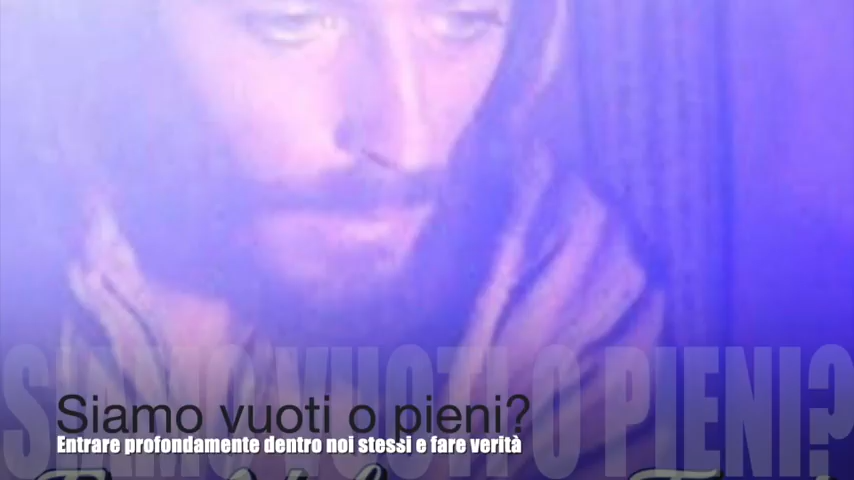 SIAMO VUOTI O PIENI?
Siamo vuoti o pieni?
Entrare profondamente dentro noi stessi e fare verità